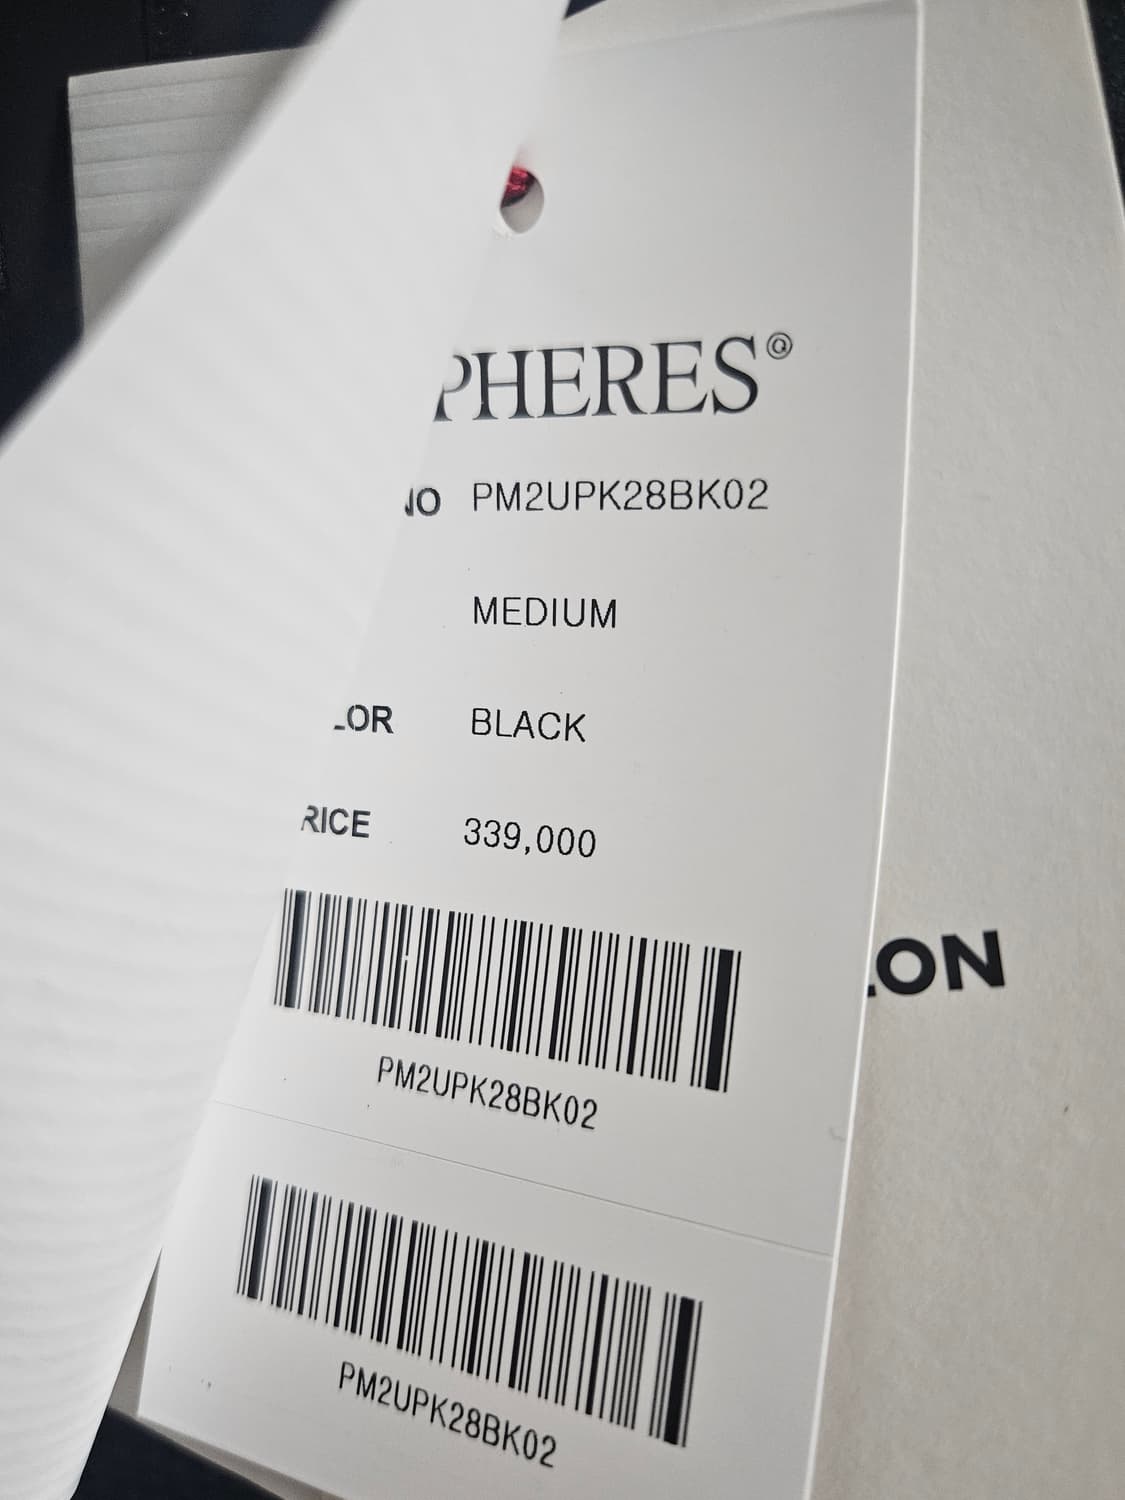 PHERES®
NO PM2UPK28BK02
MEDIUM
LOR BLACK
RICE 339,000
PM2UPK28BK02
PM2UPK28BK02
ON